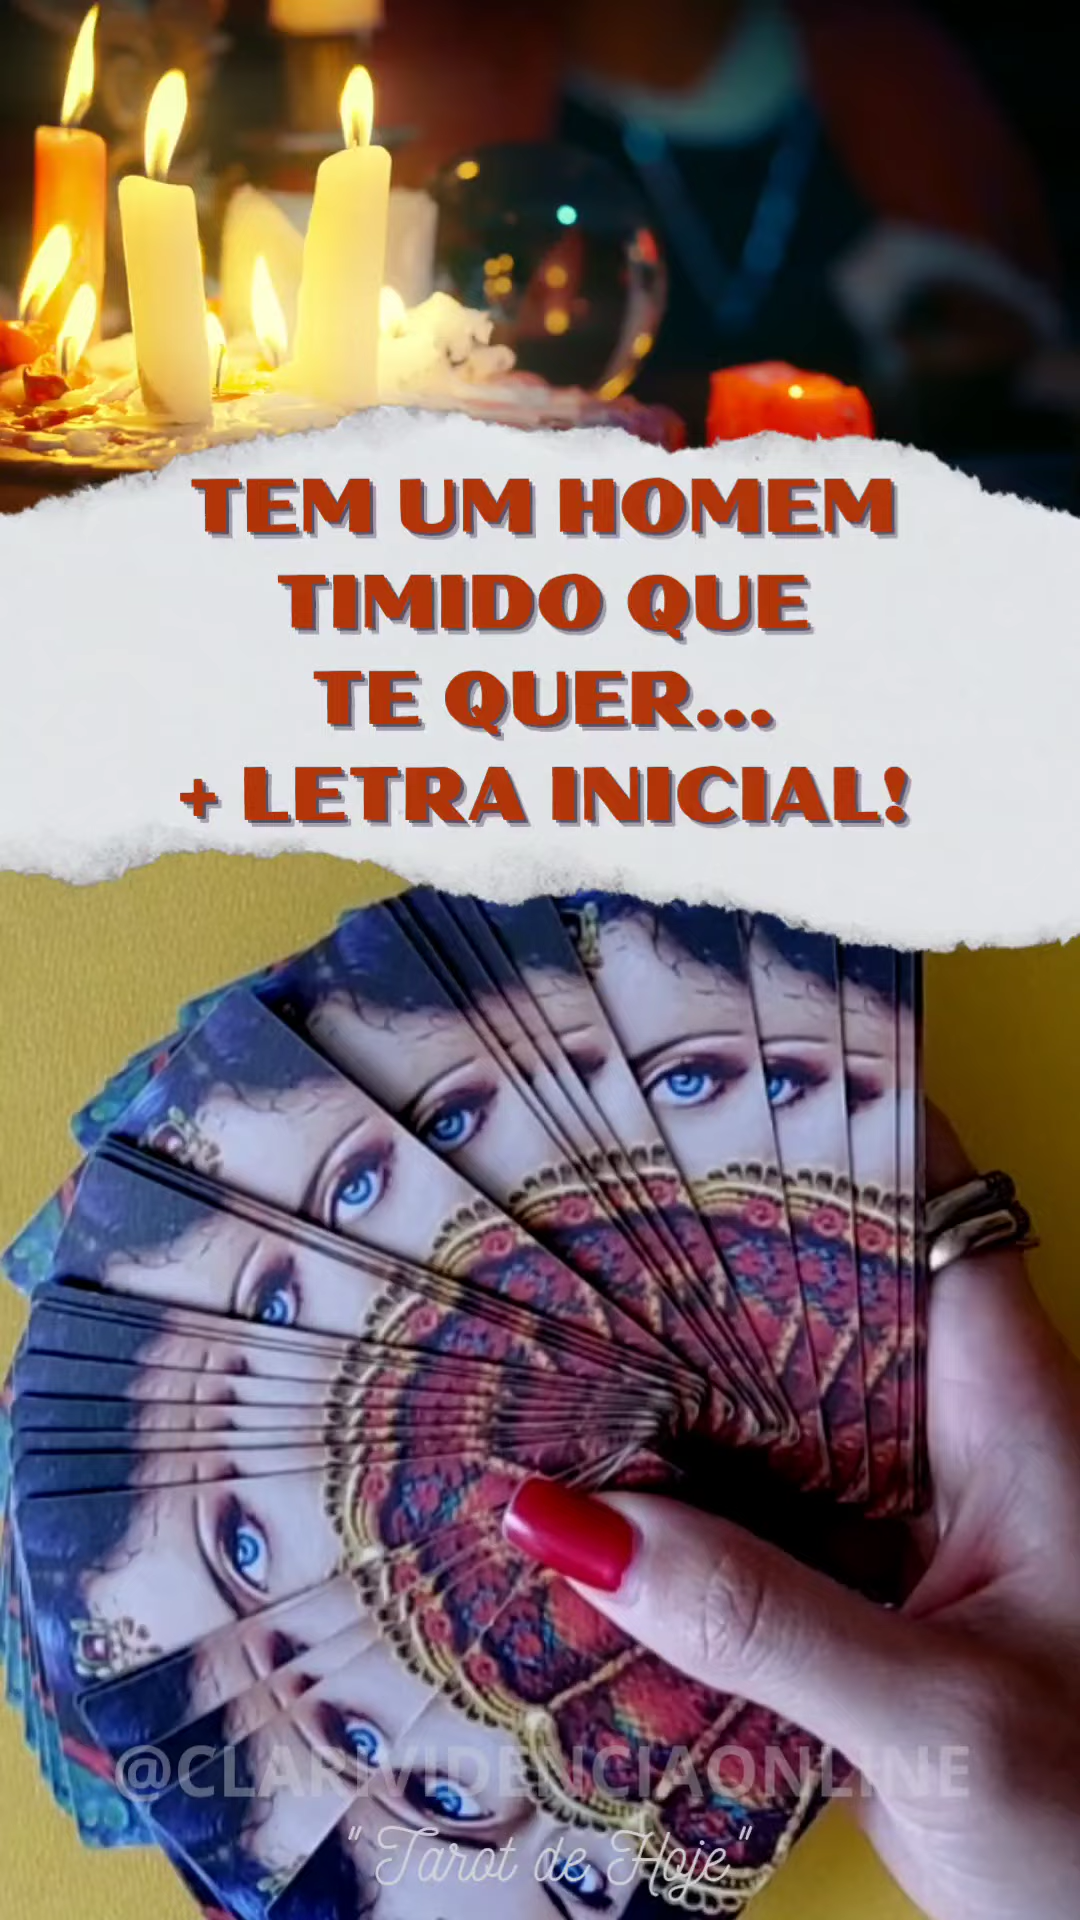 TEM UM HOMEM
TIMIDO QUE
TE QUER...
+ LETRA INICIAL!
@CLARIVIDENCIAONLINE
"Tarot de Hoje"